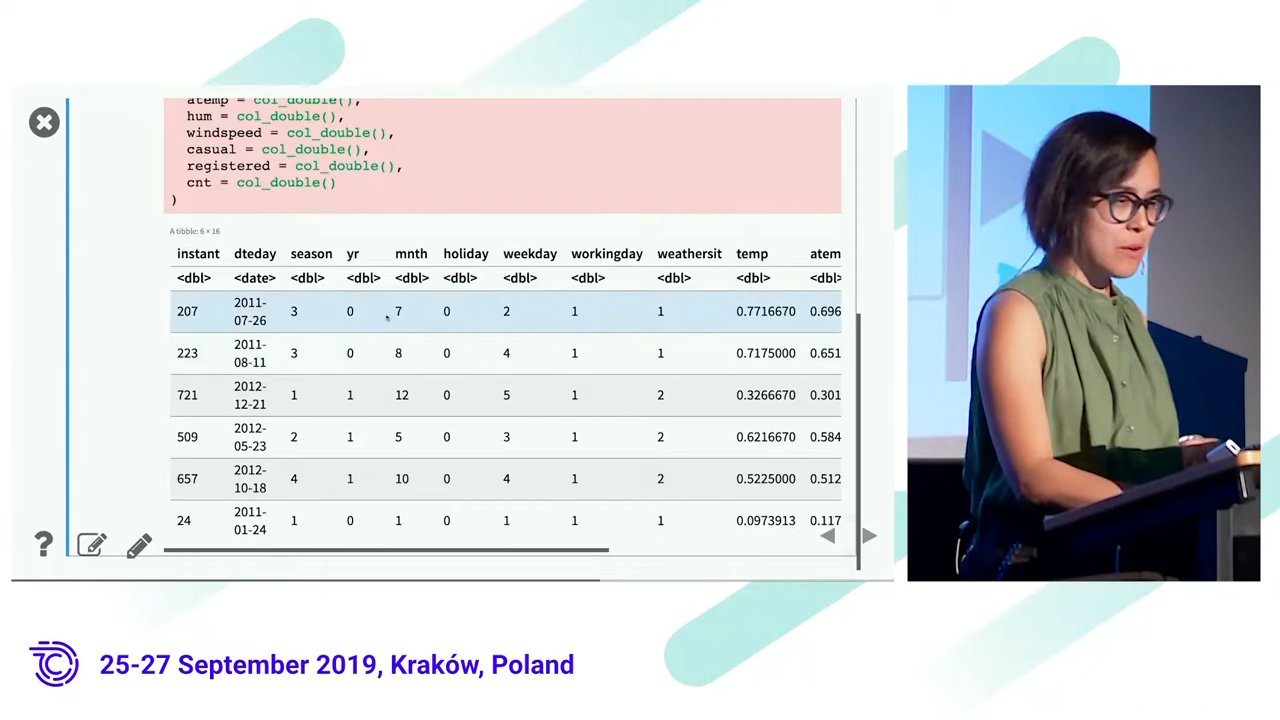 atemp = col_double(),
hum = col_double(),
windspeed = col_double(),
casual = col_double(),
registered = col_double(),
cnt = col_double()
)
A tibble: 6 × 16
instant dteday season yr mnth holiday weekday workingday weathersit temp atem
<dbl> <date> <dbl> <dbl> <dbl> <dbl> <dbl> <dbl> <dbl> <dbl> <dbl>
207 2011-07-26 3 0 7 0 2 1 1 0.7716670 0.696
223 2011-08-11 3 0 8 0 4 1 1 0.7175000 0.651
721 2012-12-21 1 1 12 0 5 1 2 0.3266670 0.301
509 2012-05-23 2 1 5 0 3 1 2 0.6216670 0.584
657 2012-10-18 4 1 10 0 4 1 2 0.5225000 0.512
24 2011-01-24 1 0 1 0 1 1 1 0.0973913 0.117
?
25-27 September 2019, Kraków, Poland